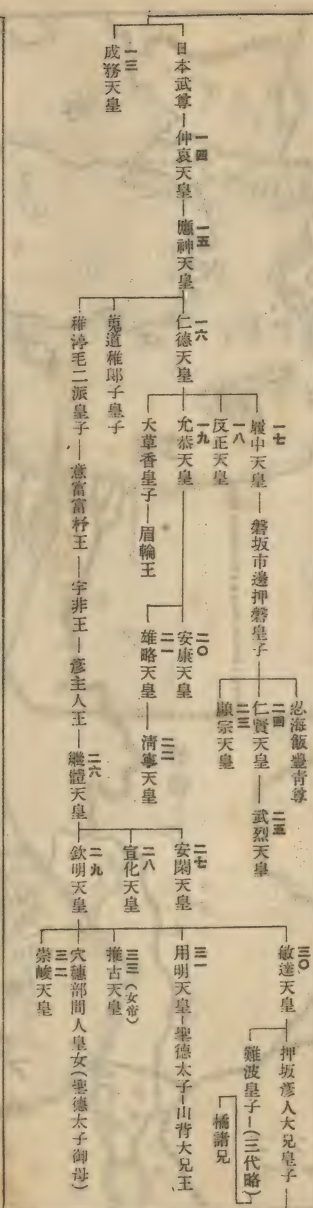 日本武尊―仲哀天皇―應神天皇
一四
一五
一三
成務天皇
一六
仁德天皇
菟道稚郎子皇子
稚渟毛二派皇子―意富富杼王―宇非王―彥主人王―繼體天皇
二六
一七
履中天皇―磐坂市邊押磐皇子
一八
反正天皇
一九
允恭天皇
大草香皇子―眉輪王
忍海飯豐青尊
二四
仁賢天皇―武烈天皇
二五
二三
顯宗天皇
二〇
安康天皇
二一
雄略天皇―淸寧天皇
二二
二七
安閑天皇
二八
宣化天皇
二九
欽明天皇
三〇
敏達天皇―押坂彥人大兄皇子
難波皇子―(三代略)
橘諸兄
三一
用明天皇―聖德太子―山背大兄王
三三(女帝)
推古天皇
穴穗部間人皇女(聖德太子御母)
三二
崇峻天皇